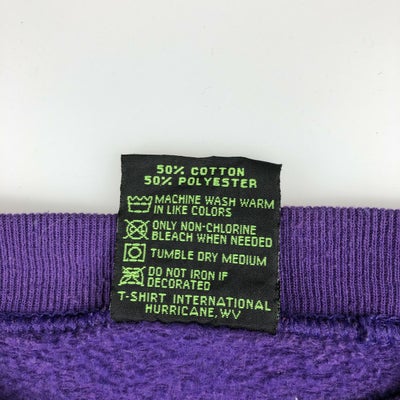 50% COTTON
50% POLYESTER
MACHINE WASH WARM
IN LIKE COLORS
ONLY NON-CHLORINE
BLEACH WHEN NEEDED
TUMBLE DRY MEDIUM
DO NOT IRON IF
DECORATED
T-SHIRT INTERNATIONAL
HURRICANE, WV